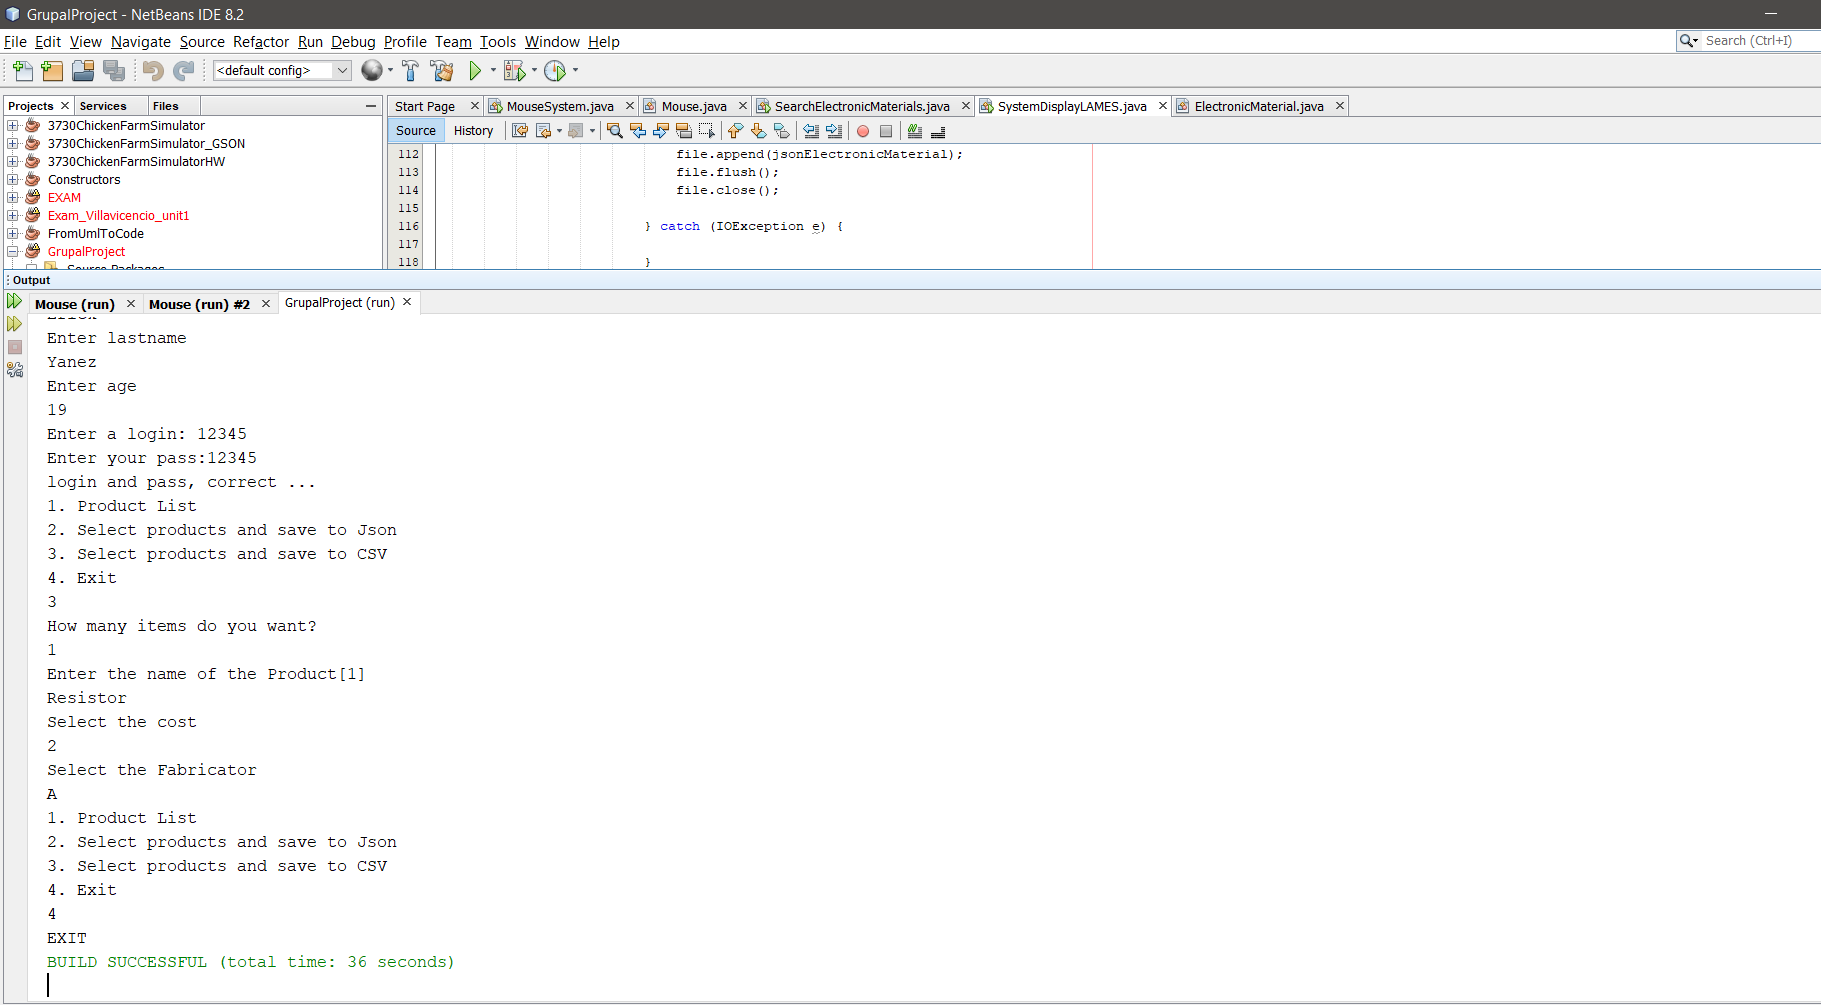 GrupalProject - NetBeans IDE 8.2
File Edit View Navigate Source Refactor Run Debug Profile Team Tools Window Help
Search (Ctrl+I)
<default config>
Projects Services Files
Start Page MouseSystem.java Mouse.java SearchElectronicMaterials.java SystemDisplayLAMES.java ElectronicMaterial.java
Source History
3730ChickenFarmSimulator
3730ChickenFarmSimulator_GSON
3730ChickenFarmSimulatorHW
Constructors
EXAM
Exam_Villavicencio_unit1
FromUmlToCode
GrupalProject
Source Packages
112 file.append(jsonElectronicMaterial);
113 file.flush();
114 file.close();
115
116 } catch (IOException e) {
117
118 }
Output
Mouse (run) Mouse (run) #2 GrupalProject (run)
Enter lastname
Yanez
Enter age
19
Enter a login: 12345
Enter your pass:12345
login and pass, correct ...
1. Product List
2. Select products and save to Json
3. Select products and save to CSV
4. Exit
3
How many items do you want?
1
Enter the name of the Product[1]
Resistor
Select the cost
2
Select the Fabricator
A
1. Product List
2. Select products and save to Json
3. Select products and save to CSV
4. Exit
4
EXIT
BUILD SUCCESSFUL (total time: 36 seconds)